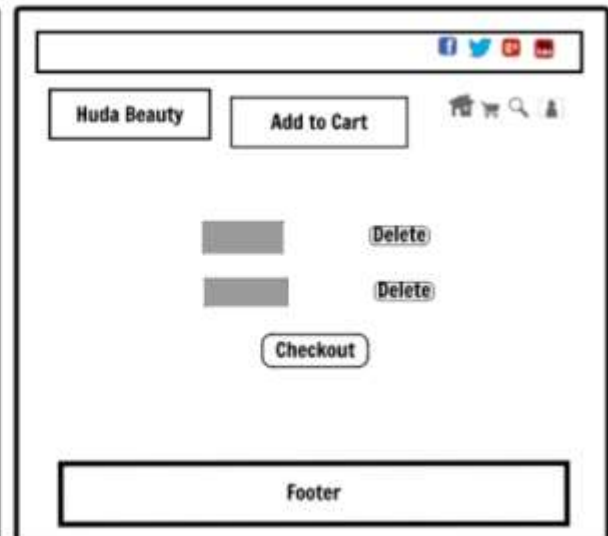 Huda Beauty
Add to Cart
Delete
Delete
Checkout
Footer